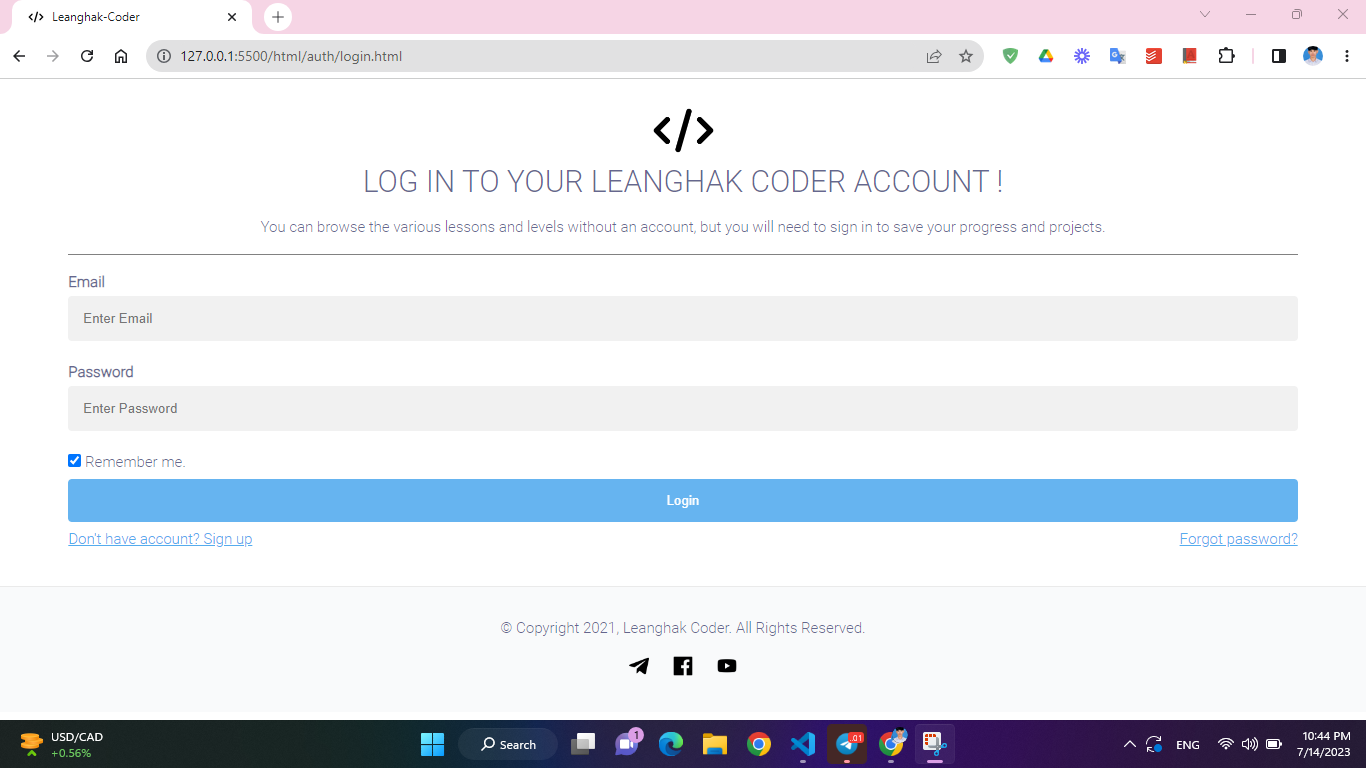 Leanghak-Coder
127.0.0.1:5500/html/auth/login.html
</>
LOG IN TO YOUR LEANGHAK CODER ACCOUNT !
You can browse the various lessons and levels without an account, but you will need to sign in to save your progress and projects.
Email
Enter Email
Password
Enter Password
Remember me.
Login
Don't have account? Sign up
Forgot password?
© Copyright 2021, Leanghak Coder. All Rights Reserved.
USD/CAD
+0.56%
Search
1
.01
ENG
10:44 PM
7/14/2023